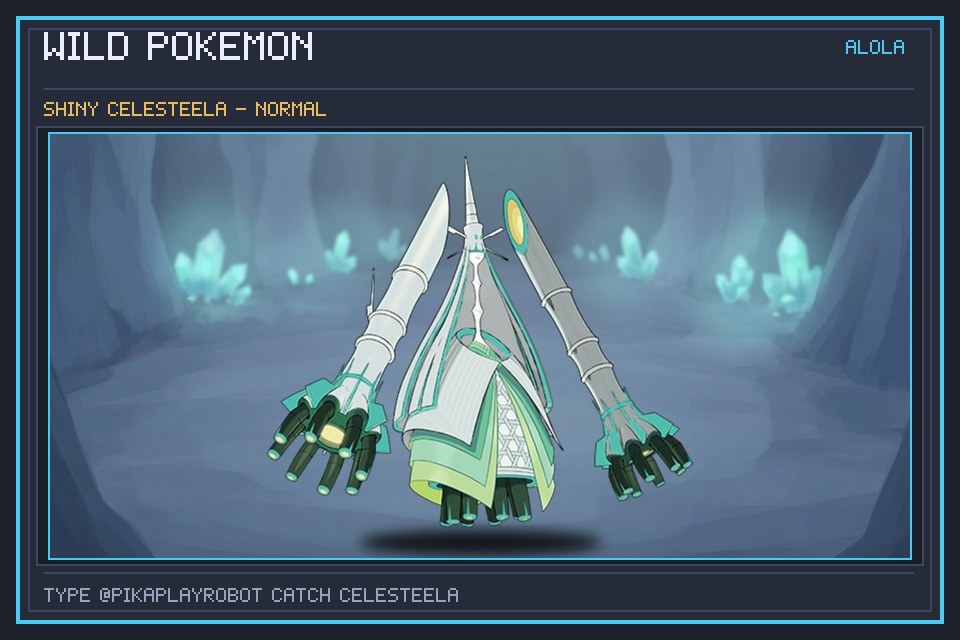 WILD POKEMON
ALOLA
SHINY CELESTEELA - NORMAL
TYPE @PIKAPLAYROBOT CATCH CELESTEELA